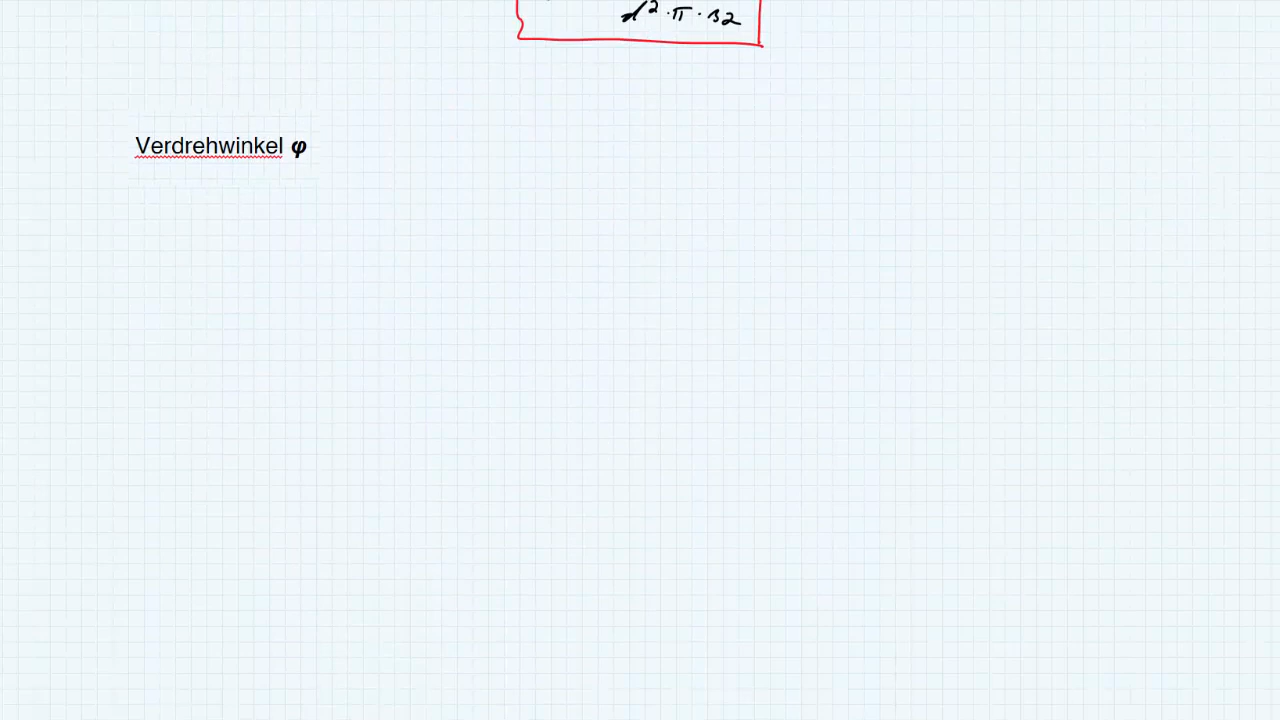 d² · π · 32
Verdrehwinkel φ